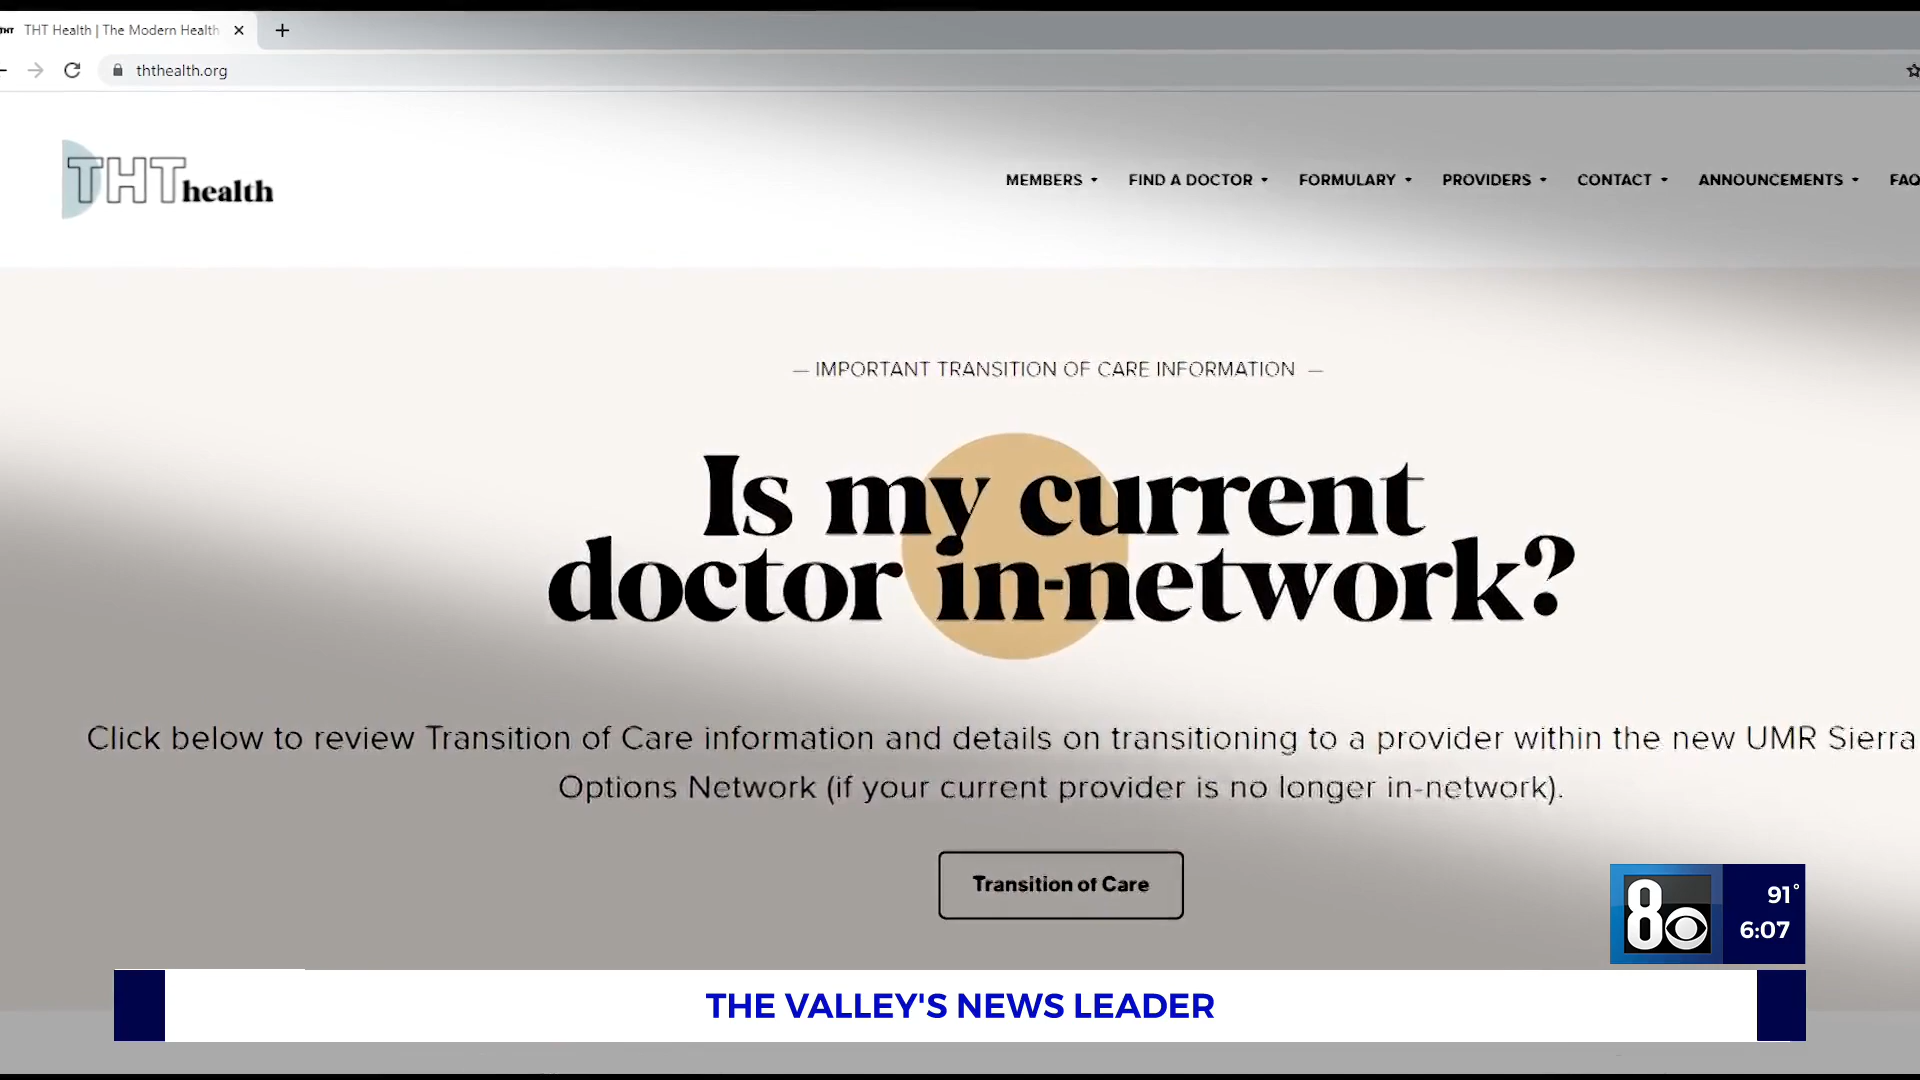 THT Health | The Modern Health
ththealth.org
THT health
MEMBERS FIND A DOCTOR FORMULARY PROVIDERS CONTACT ANNOUNCEMENTS FAQ
— IMPORTANT TRANSITION OF CARE INFORMATION —
Is my current
doctor in-network?
Click below to review Transition of Care information and details on transitioning to a provider within the new UMR Sierra
Options Network (if your current provider is no longer in-network).
Transition of Care
8
91°
6:07
THE VALLEY'S NEWS LEADER